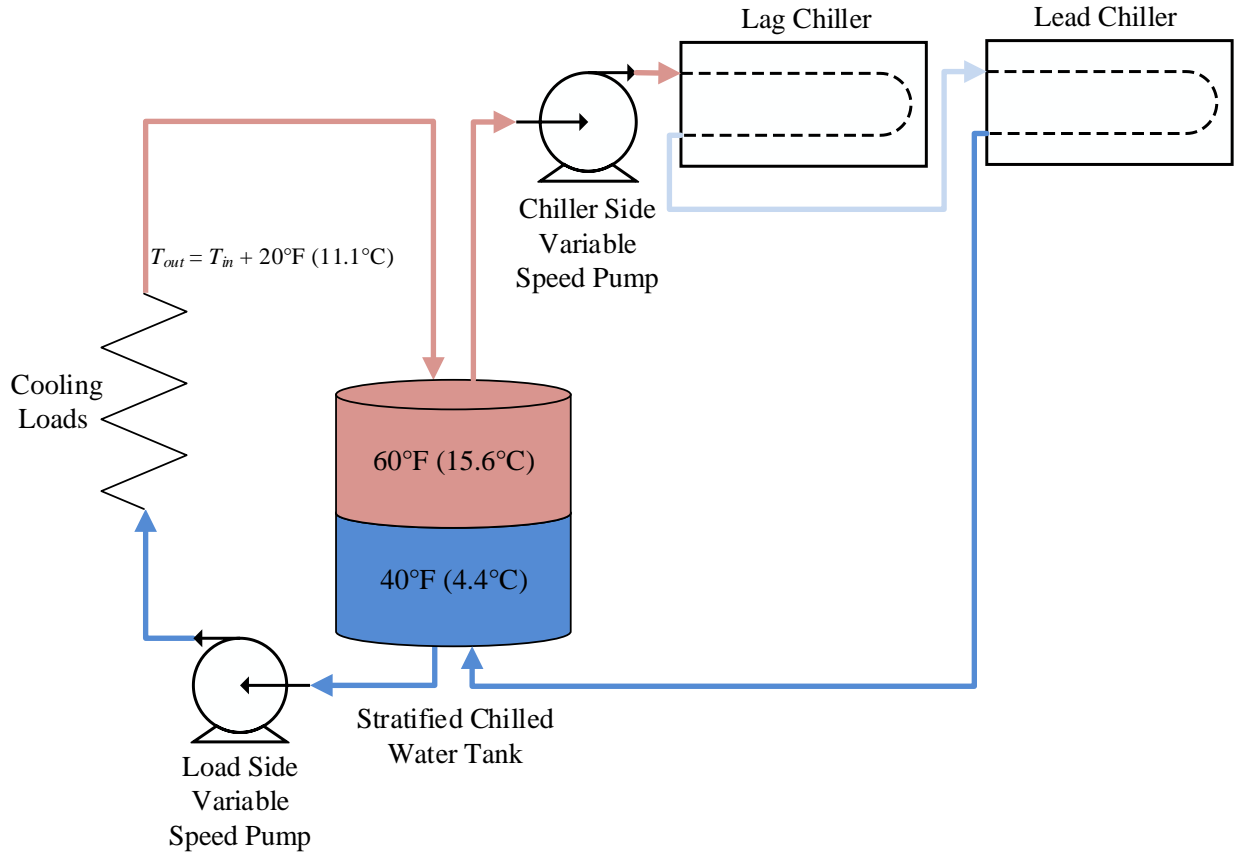 Lag Chiller
Lead Chiller
Chiller Side
Variable
Speed Pump
Tout = Tin + 20°F (11.1°C)
Cooling
Loads
60°F (15.6°C)
40°F (4.4°C)
Stratified Chilled
Water Tank
Load Side
Variable
Speed Pump